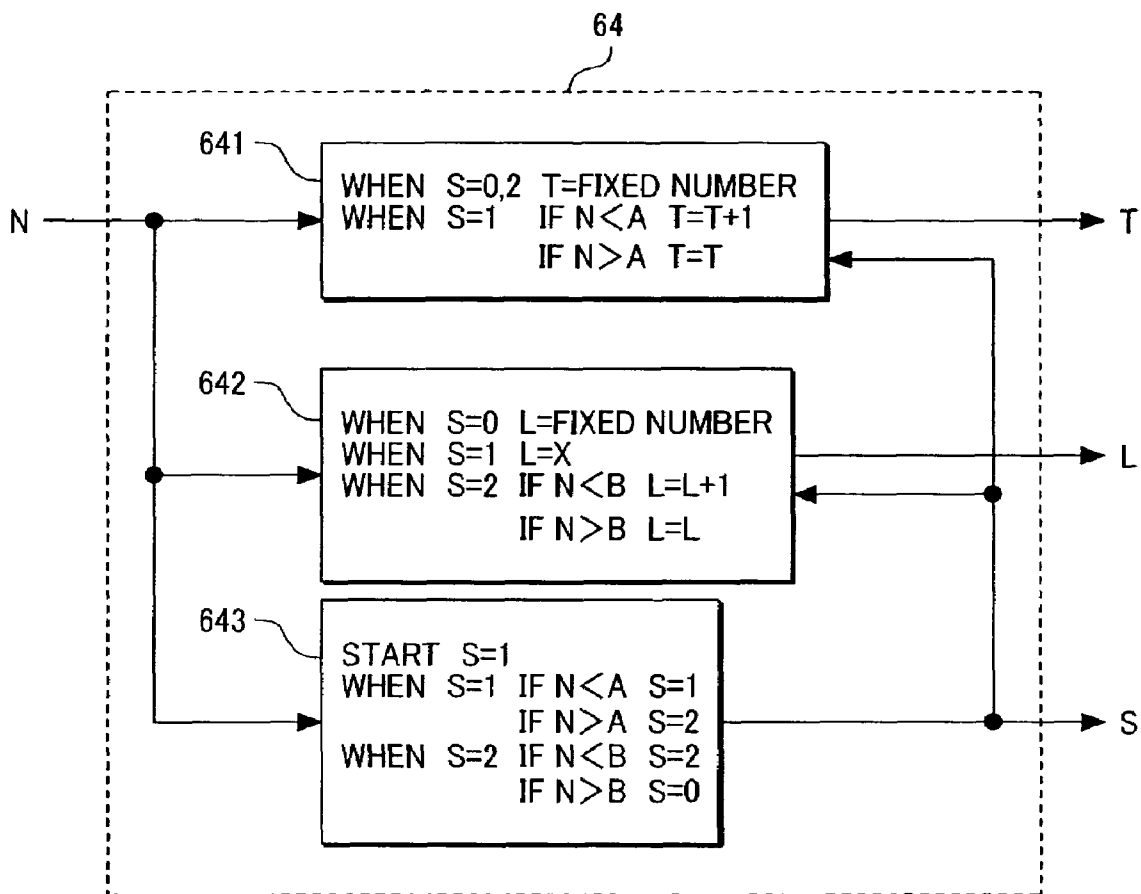 64
641
WHEN S=0,2 T=FIXED NUMBER
WHEN S=1 IF N<A T=T+1
IF N>A T=T
N
T
642
WHEN S=0 L=FIXED NUMBER
WHEN S=1 L=X
WHEN S=2 IF N<B L=L+1
IF N>B L=L
L
643
START S=1
WHEN S=1 IF N<A S=1
IF N>A S=2
WHEN S=2 IF N<B S=2
IF N>B S=0
S